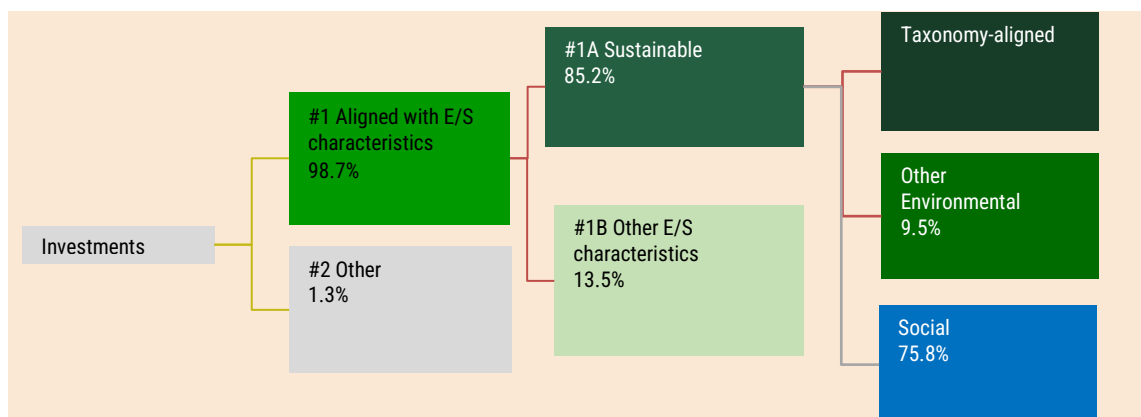 Investments
#1 Aligned with E/S
characteristics
98.7%
#2 Other
1.3%
#1A Sustainable
85.2%
#1B Other E/S
characteristics
13.5%
Taxonomy-aligned
Other
Environmental
9.5%
Social
75.8%